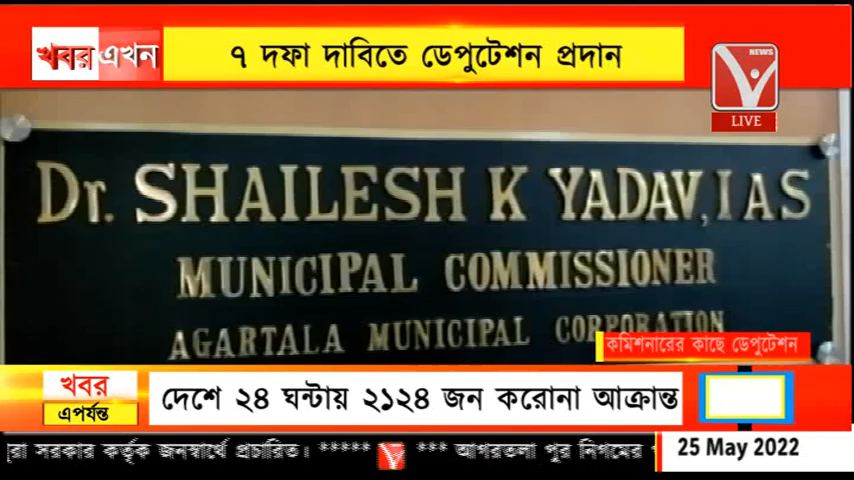 খবর এখন
৭ দফা দাবিতে ডেপুটেশন প্রদান
NEWS
LIVE
Dr. SHAILESH K YADAV, IAS
MUNICIPAL COMMISSIONER
AGARTALA MUNICIPAL CORPORATION
কমিশনারের কাছে ডেপুটেশন
খবর
এপর্যন্ত
দেশে ২৪ ঘন্টায় ২১২৪ জন করোনা আক্রান্ত
সরকার কর্তৃক জনস্বার্থে প্রচারিত। ***** *** আগরতলা পুর নিগমের
25 May 2022